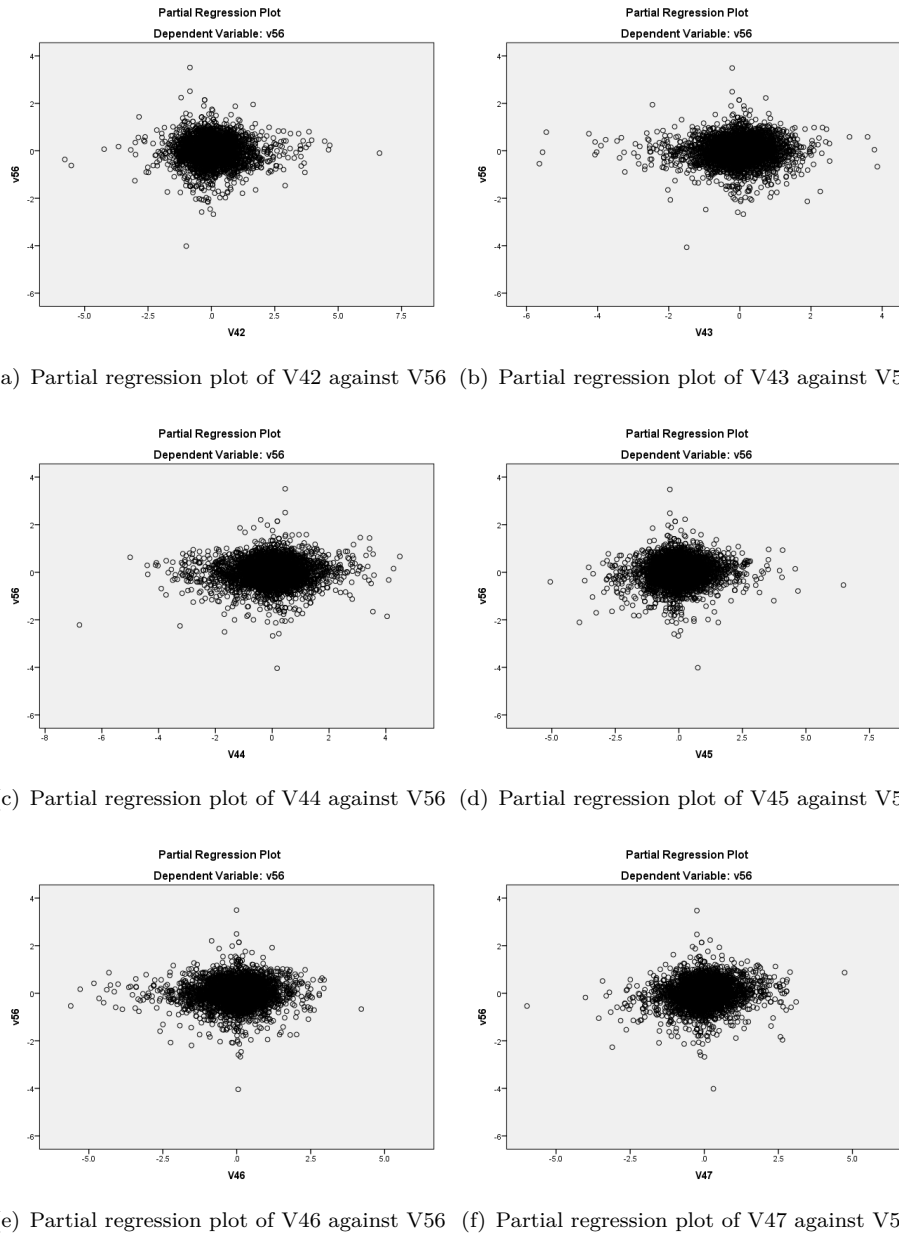 Partial Regression Plot
Dependent Variable: v56
4
2
0
-2
-4
-6
v56
-5.0 -2.5 .0 2.5 5.0 7.5
V42
Partial Regression Plot
Dependent Variable: v56
4
2
0
-2
-4
-6
v56
-6 -4 -2 0 2 4
V43
a) Partial regression plot of V42 against V56 (b) Partial regression plot of V43 against V5
Partial Regression Plot
Dependent Variable: v56
4
2
0
-2
-4
-6
v56
-8 -6 -4 -2 0 2 4
V44
Partial Regression Plot
Dependent Variable: v56
4
2
0
-2
-4
-6
v56
-5.0 -2.5 .0 2.5 5.0 7.5
V45
c) Partial regression plot of V44 against V56 (d) Partial regression plot of V45 against V5
Partial Regression Plot
Dependent Variable: v56
4
2
0
-2
-4
-6
v56
-5.0 -2.5 .0 2.5 5.0
V46
Partial Regression Plot
Dependent Variable: v56
4
2
0
-2
-4
-6
v56
-5.0 -2.5 .0 2.5 5.0
V47
e) Partial regression plot of V46 against V56 (f) Partial regression plot of V47 against V5